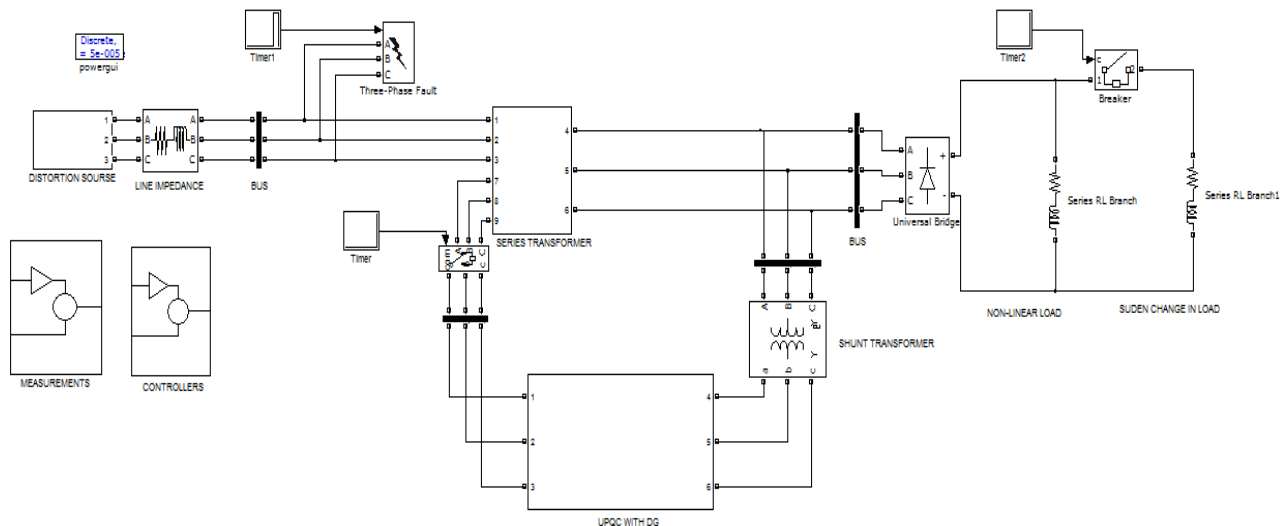 Discrete,
= 5e-005
powergui
Timer1
A
B
C
Three-Phase Fault
Timer2
c
1
2
Breaker
1
2
3
DISTORTION SOURSE
A
B
C
A
B
C
LINE IMPEDANCE
BUS
1
2
3
7
8
9
4
5
6
SERIES TRANSFORMER
BUS
A
B
C
+
-
Universal Bridge
Series RL Branch
Series RL Branch1
NON-LINEAR LOAD
SUDEN CHANGE IN LOAD
Timer
com
A
B
C
c
MEASUREMENTS
CONTROLLERS
A
B
C
Y
a
b
c
SHUNT TRANSFORMER
1
2
3
4
5
6
UPQC WITH DG